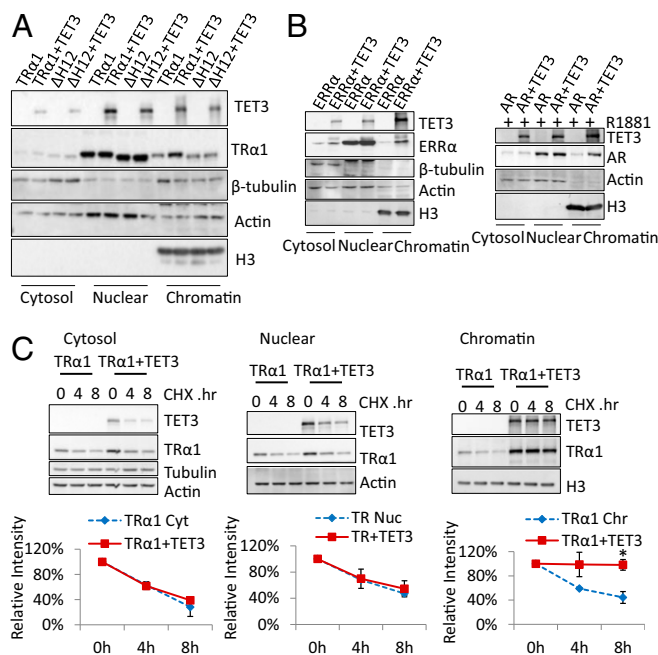 A
TRα1
TRα1+TET3
ΔH12
ΔH12+TET3
TRα1
TRα1+TET3
ΔH12
ΔH12+TET3
TRα1
TRα1+TET3
ΔH12
ΔH12+TET3
TET3
TRα1
β-tubulin
Actin
H3
Cytosol Nuclear Chromatin
B
ERRα
ERRα+TET3
ERRα
ERRα+TET3
ERRα
ERRα+TET3
TET3
ERRα
β-tubulin
Actin
H3
Cytosol Nuclear Chromatin
AR
AR+TET3
AR
AR+TET3
AR
AR+TET3
+ + + + + + R1881
TET3
AR
Actin
H3
Cytosol Nuclear Chromatin
C
Cytosol
TRα1 TRα1+TET3
0 4 8 0 4 8 CHX .hr
TET3
TRα1
Tubulin
Actin
TRα1 Cyt
TRα1+TET3
Relative Intensity
120%
80%
40%
0%
0h 4h 8h
Nuclear
TRα1 TRα1+TET3
0 4 8 0 4 8 CHX .hr
TET3
TRα1
Actin
TR Nuc
TR+TET3
Relative Intensity
120%
80%
40%
0%
0h 4h 8h
Chromatin
TRα1 TRα1+TET3
0 4 8 0 4 8 CHX .hr
TET3
TRα1
H3
TRα1 Chr
TRα1+TET3
*
Relative Intensity
120%
80%
40%
0%
0h 4h 8h